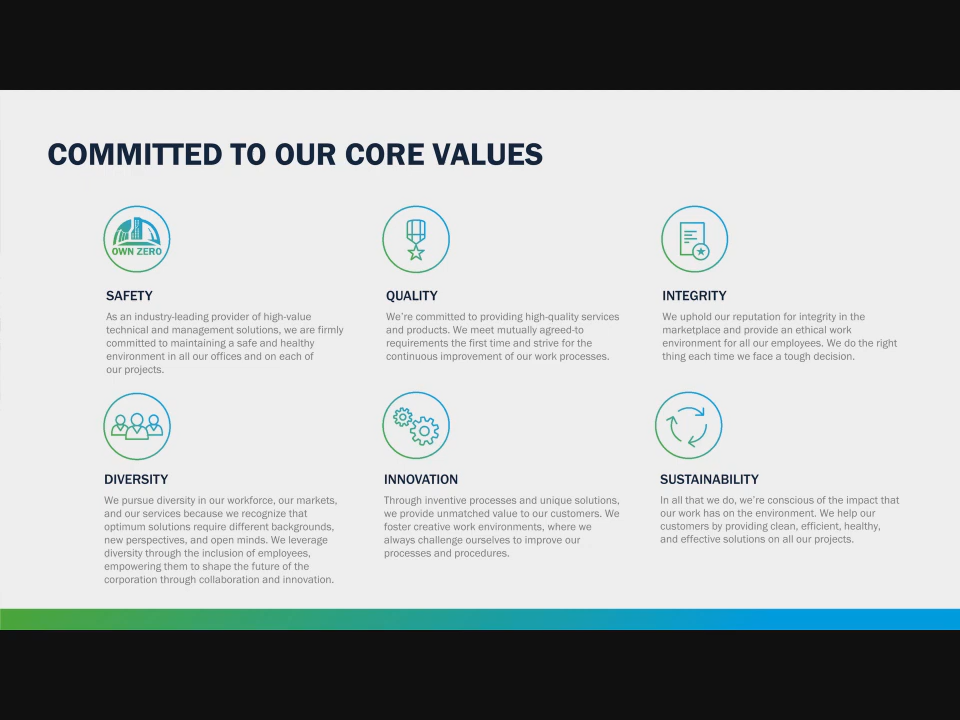 COMMITTED TO OUR CORE VALUES
OWN ZERO
SAFETY
As an industry-leading provider of high-value
technical and management solutions, we are firmly
committed to maintaining a safe and healthy
environment in all our offices and on each of
our projects.
QUALITY
We're committed to providing high-quality services
and products. We meet mutually agreed-to
requirements the first time and strive for the
continuous improvement of our work processes.
INTEGRITY
We uphold our reputation for integrity in the
marketplace and provide an ethical work
environment for all our employees. We do the right
thing each time we face a tough decision.
DIVERSITY
We pursue diversity in our workforce, our markets,
and our services because we recognize that
optimum solutions require different backgrounds,
new perspectives, and open minds. We leverage
diversity through the inclusion of employees,
empowering them to shape the future of the
corporation through collaboration and innovation.
INNOVATION
Through inventive processes and unique solutions,
we provide unmatched value to our customers. We
foster creative work environments, where we
always challenge ourselves to improve our
processes and procedures.
SUSTAINABILITY
In all that we do, we're conscious of the impact that
our work has on the environment. We help our
customers by providing clean, efficient, healthy,
and effective solutions on all our projects.